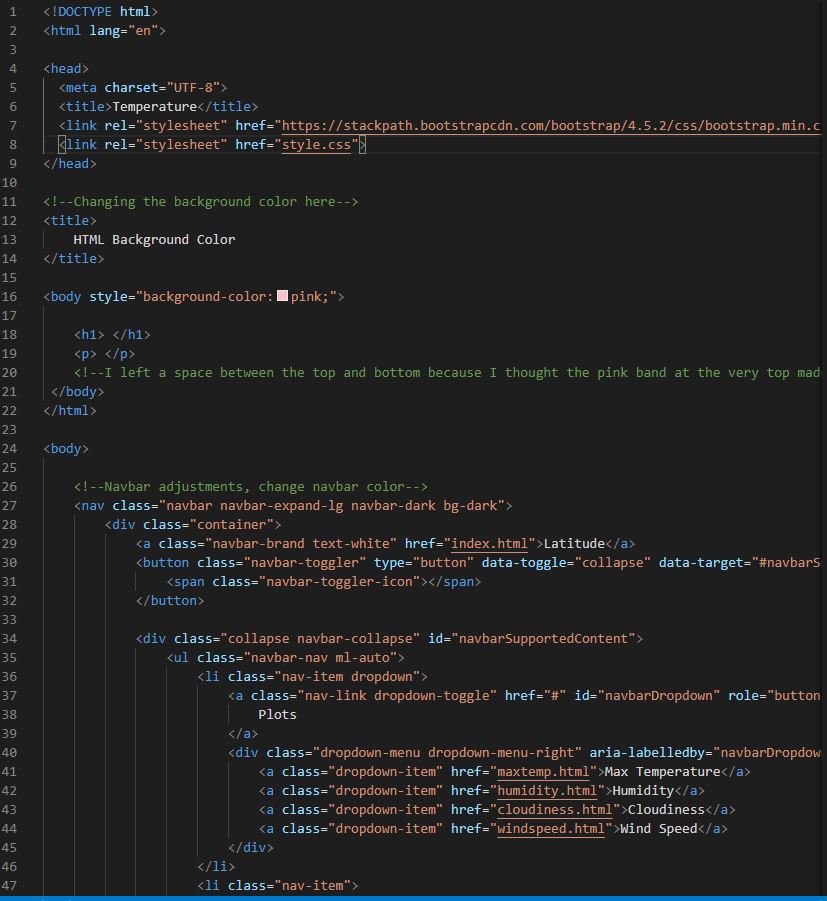 1 <!DOCTYPE html>
2 <html lang="en">
3
4 <head>
5 <meta charset="UTF-8">
6 <title>Temperature</title>
7 <link rel="stylesheet" href="https://stackpath.bootstrapcdn.com/bootstrap/4.5.2/css/bootstrap.min.c
8 <link rel="stylesheet" href="style.css">
9 </head>
10
11 <!--Changing the background color here-->
12 <title>
13 HTML Background Color
14 </title>
15
16 <body style="background-color: pink;">
17
18 <h1> </h1>
19 <p> </p>
20 <!--I left a space between the top and bottom because I thought the pink band at the very top made
21 </body>
22 </html>
23
24 <body>
25
26 <!--Navbar adjustments, change navbar color-->
27 <nav class="navbar navbar-expand-lg navbar-dark bg-dark">
28 <div class="container">
29 <a class="navbar-brand text-white" href="index.html">Latitude</a>
30 <button class="navbar-toggler" type="button" data-toggle="collapse" data-target="#navbarS
31 <span class="navbar-toggler-icon"></span>
32 </button>
33
34 <div class="collapse navbar-collapse" id="navbarSupportedContent">
35 <ul class="navbar-nav ml-auto">
36 <li class="nav-item dropdown">
37 <a class="nav-link dropdown-toggle" href="#" id="navbarDropdown" role="button
38 Plots
39 </a>
40 <div class="dropdown-menu dropdown-menu-right" aria-labelledby="navbarDropdow
41 <a class="dropdown-item" href="maxtemp.html">Max Temperature</a>
42 <a class="dropdown-item" href="humidity.html">Humidity</a>
43 <a class="dropdown-item" href="cloudiness.html">Cloudiness</a>
44 <a class="dropdown-item" href="windspeed.html">Wind Speed</a>
45 </div>
46 </li>
47 <li class="nav-item">